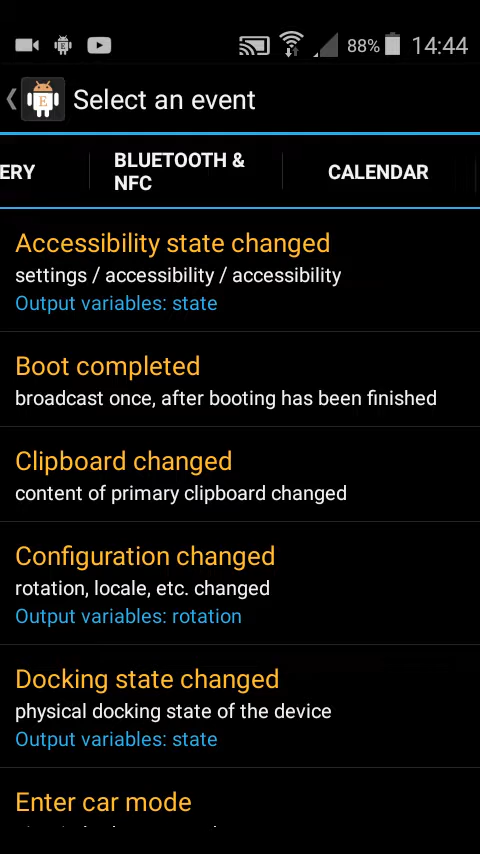 88% 14:44
E Select an event
ERY
BLUETOOTH &
NFC
CALENDAR
Accessibility state changed
settings / accessibility / accessibility
Output variables: state
Boot completed
broadcast once, after booting has been finished
Clipboard changed
content of primary clipboard changed
Configuration changed
rotation, locale, etc. changed
Output variables: rotation
Docking state changed
physical docking state of the device
Output variables: state
Enter car mode